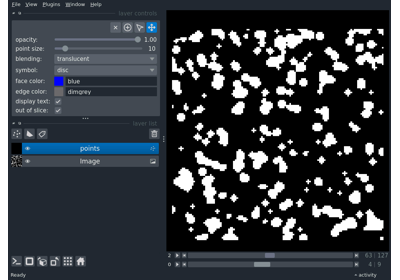 File View Plugins Window Help
layer controls
opacity: 1.00
point size: 10
blending: translucent
symbol: disc
face color: blue
edge color: dimgrey
display text:
out of slice:
layer list
points
Image
2 63 127
0 4 9
Ready activity